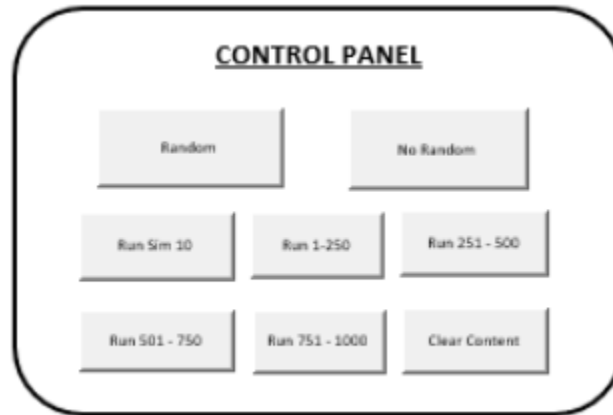 CONTROL PANEL
Random
No Random
Run Sim 10
Run 1-250
Run 251 - 500
Run 501 - 750
Run 751 - 1000
Clear Content